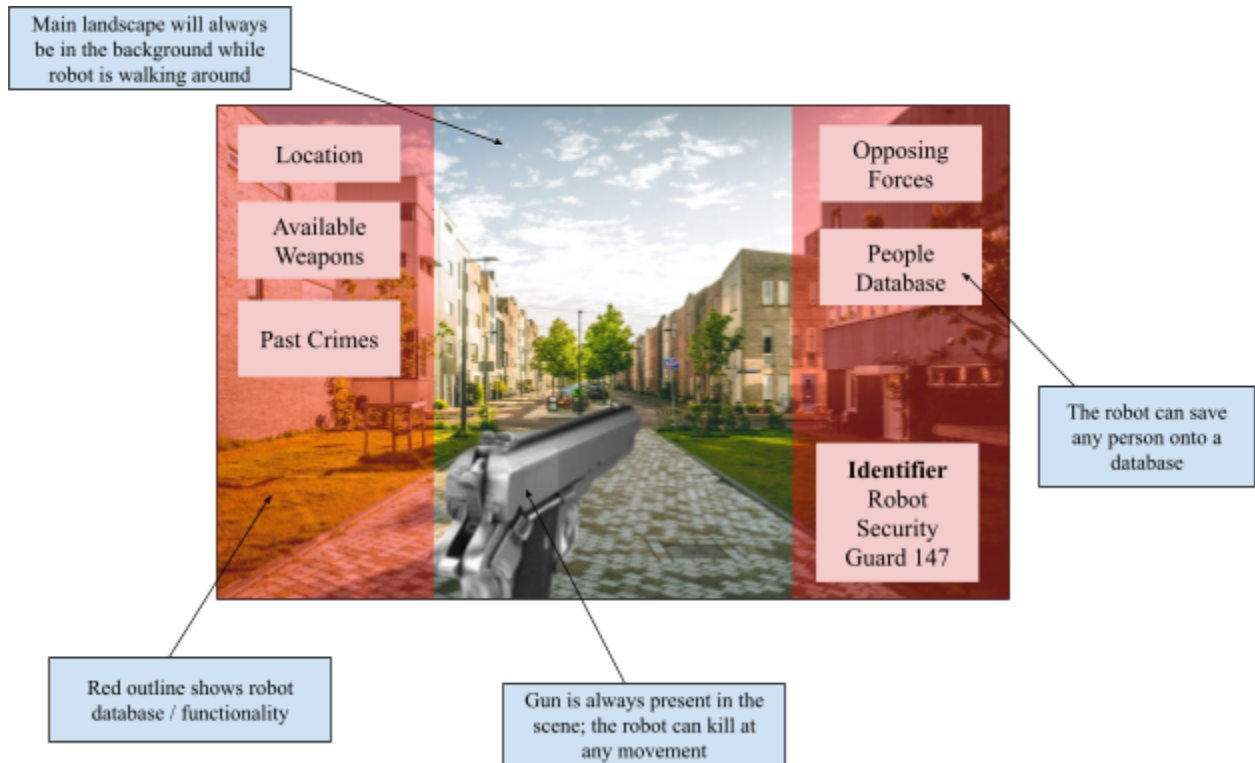 Main landscape will always
be in the background while
robot is walking around
Location
Available
Weapons
Past Crimes
Opposing
Forces
People
Database
Identifier
Robot
Security
Guard 147
The robot can save
any person onto a
database
Red outline shows robot
database / functionality
Gun is always present in the
scene; the robot can kill at
any movement